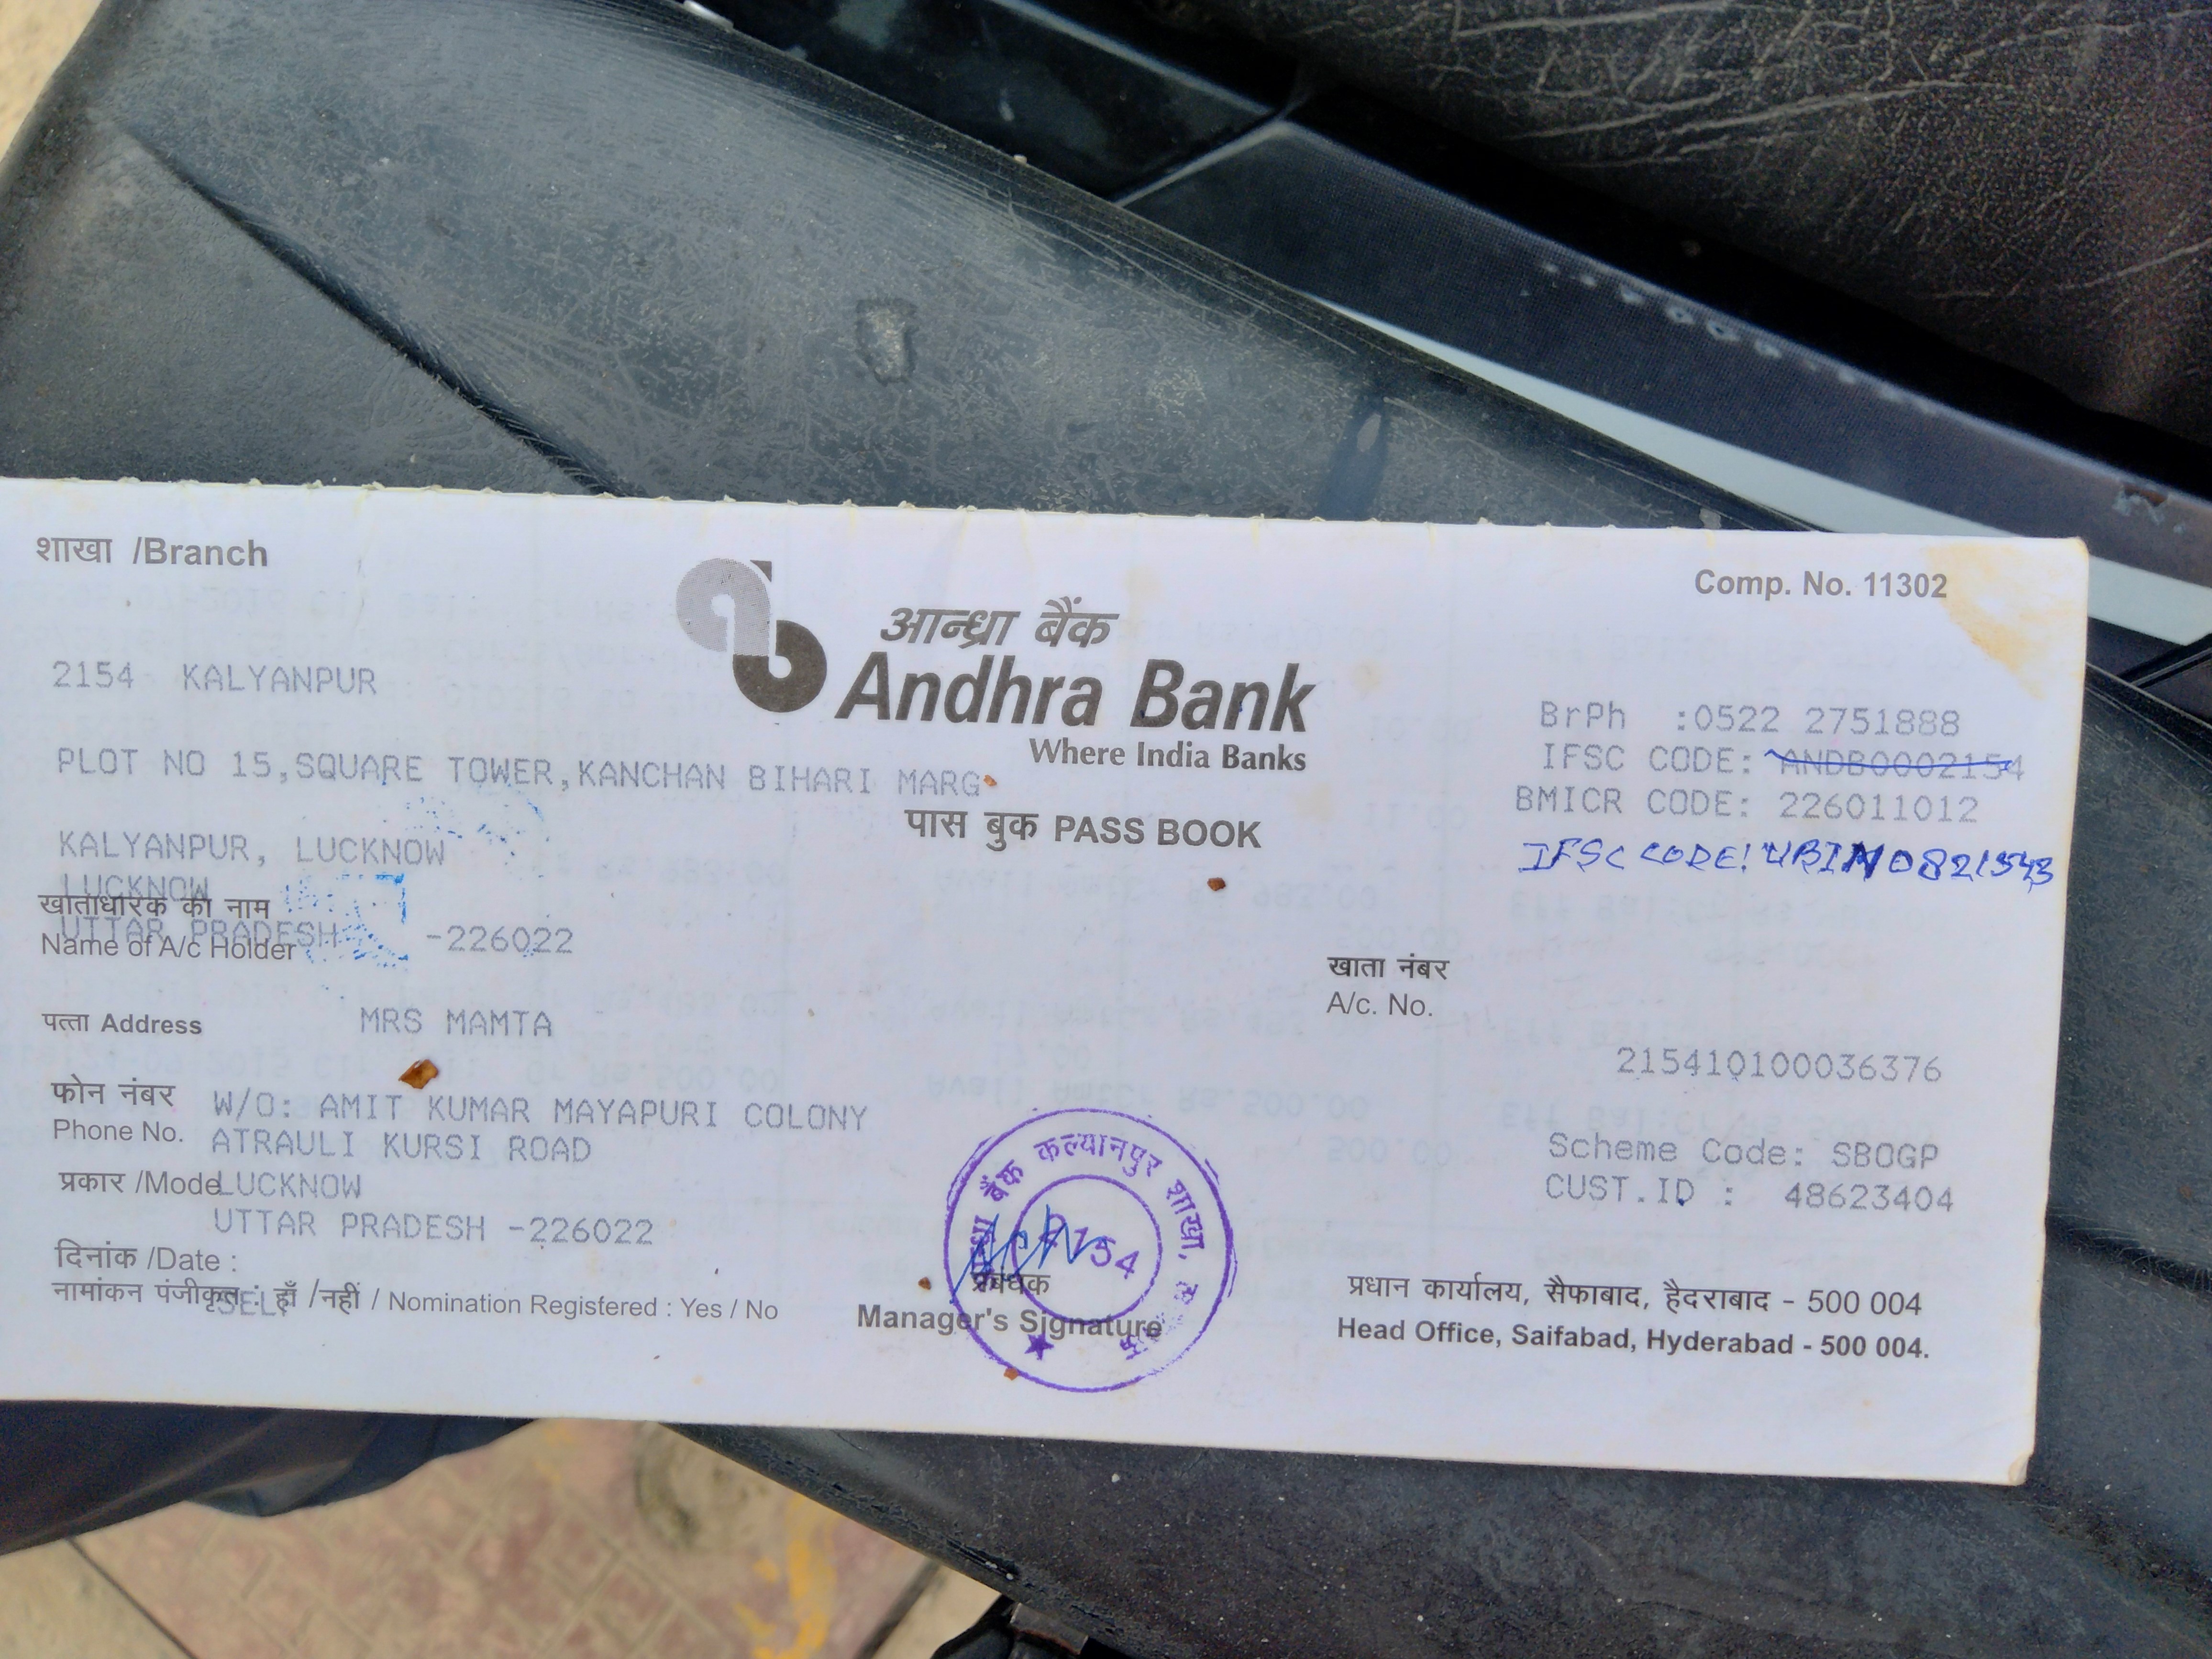 शाखा /Branch
Comp. No. 11302
आन्ध्रा बैंक
Andhra Bank
Where India Banks
पास बुक PASS BOOK
2154 KALYANPUR
PLOT NO 15,SQUARE TOWER,KANCHAN BIHARI MARG
KALYANPUR, LUCKNOW
LUCKNOW
खाताधारक का नाम
UTTAR PRADESH -226022
Name of A/c Holder
BrPh :0522 2751888
IFSC CODE: ANDB0002154
BMICR CODE: 226011012
IFSC CODE:
खाता नंबर
A/c. No.
215410100036376
पत्ता Address MRS MAMTA
फोन नंबर
Phone No.
W/O: AMIT KUMAR MAYAPURI COLONY
ATRAULI KURSI ROAD
प्रकार /Mode LUCKNOW
UTTAR PRADESH -226022
दिनांक /Date :
नामांकन पंजीकृत : हाँ /नहीं / Nomination Registered : Yes / No
SELF
Scheme Code: SBOGP
CUST.ID : 48623404
बैंक कल्यानपुर शाखा,
2154
प्रबंधक
Manager's Signature
प्रधान कार्यालय, सैफाबाद, हैदराबाद - 500 004
Head Office, Saifabad, Hyderabad - 500 004.